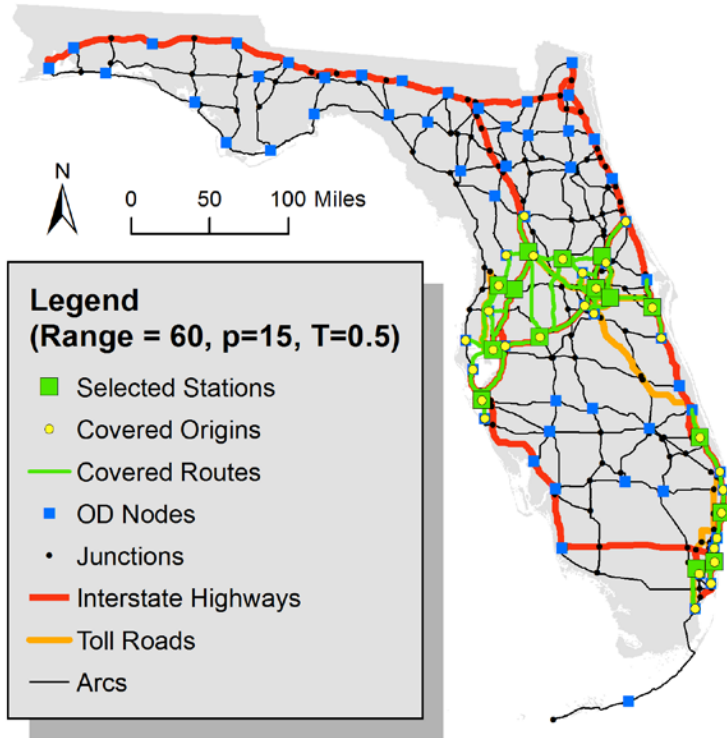 N
0 50 100 Miles
Legend
(Range = 60, p=15, T=0.5)
Selected Stations
Covered Origins
Covered Routes
OD Nodes
Junctions
Interstate Highways
Toll Roads
Arcs